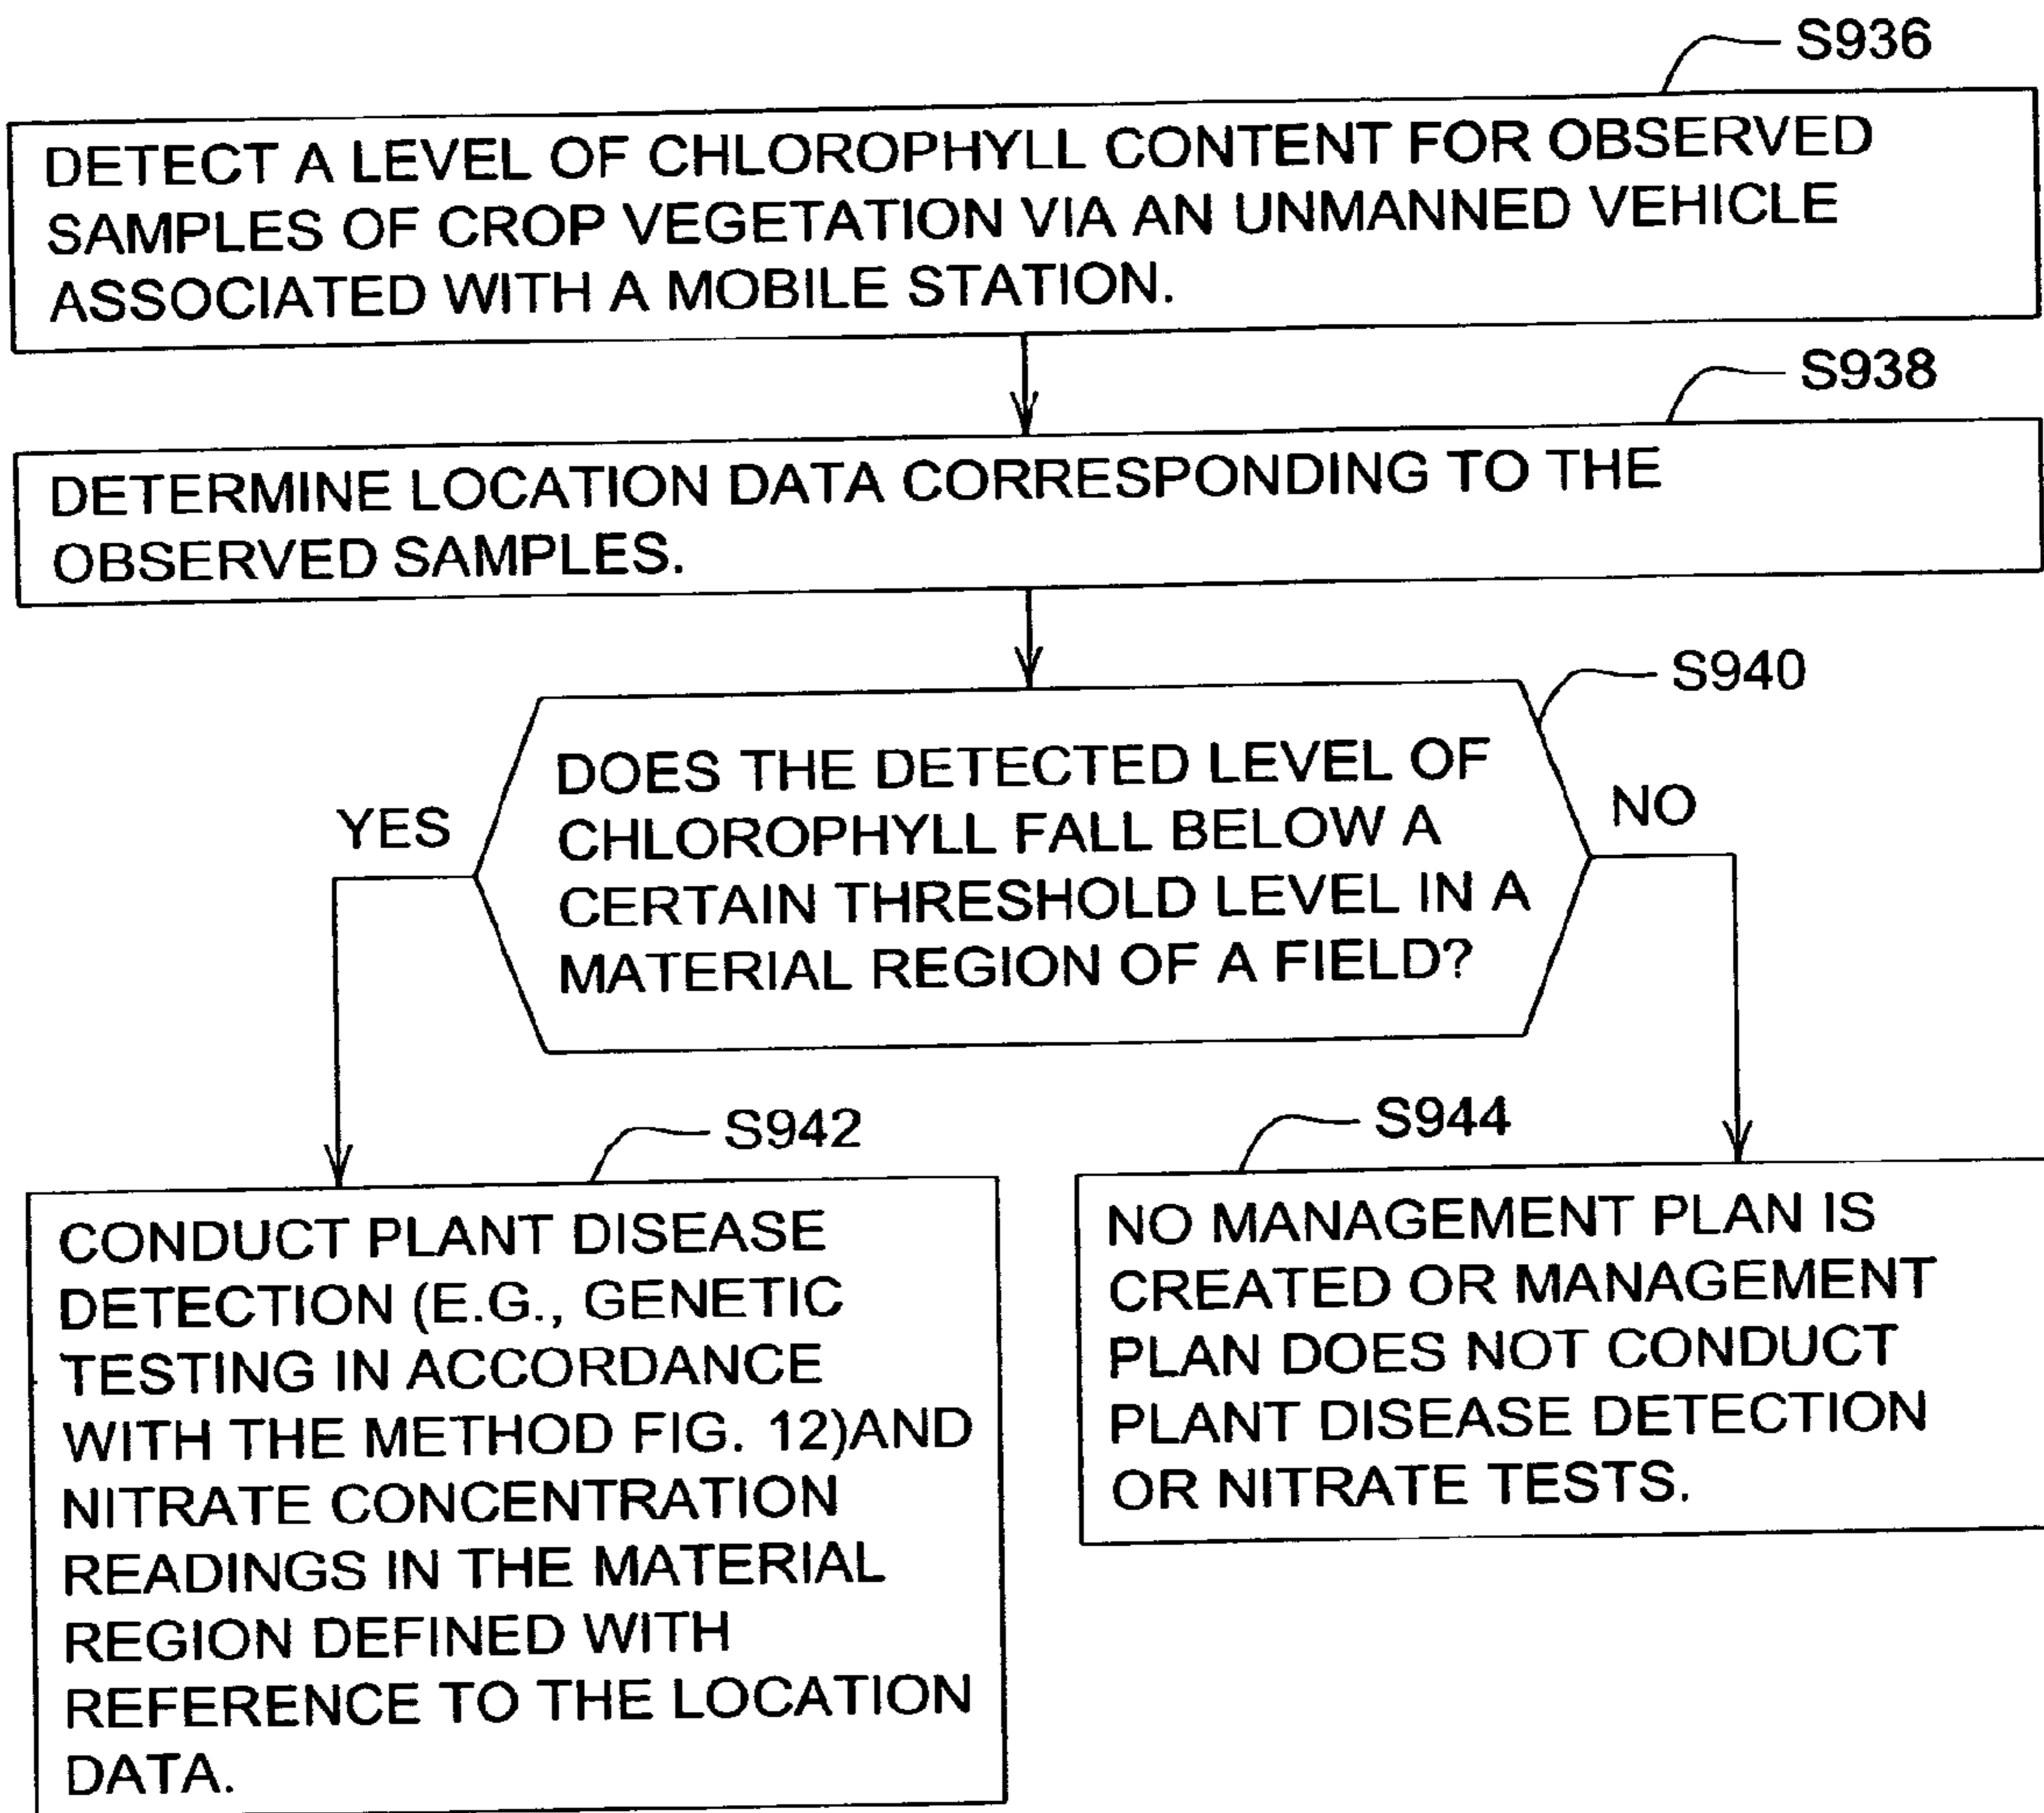 S936
DETECT A LEVEL OF CHLOROPHYLL CONTENT FOR OBSERVED
SAMPLES OF CROP VEGETATION VIA AN UNMANNED VEHICLE
ASSOCIATED WITH A MOBILE STATION.
S938
DETERMINE LOCATION DATA CORRESPONDING TO THE
OBSERVED SAMPLES.
S940
DOES THE DETECTED LEVEL OF
CHLOROPHYLL FALL BELOW A
CERTAIN THRESHOLD LEVEL IN A
MATERIAL REGION OF A FIELD?
YES
NO
S942
CONDUCT PLANT DISEASE
DETECTION (E.G., GENETIC
TESTING IN ACCORDANCE
WITH THE METHOD FIG. 12)AND
NITRATE CONCENTRATION
READINGS IN THE MATERIAL
REGION DEFINED WITH
REFERENCE TO THE LOCATION
DATA.
S944
NO MANAGEMENT PLAN IS
CREATED OR MANAGEMENT
PLAN DOES NOT CONDUCT
PLANT DISEASE DETECTION
OR NITRATE TESTS.